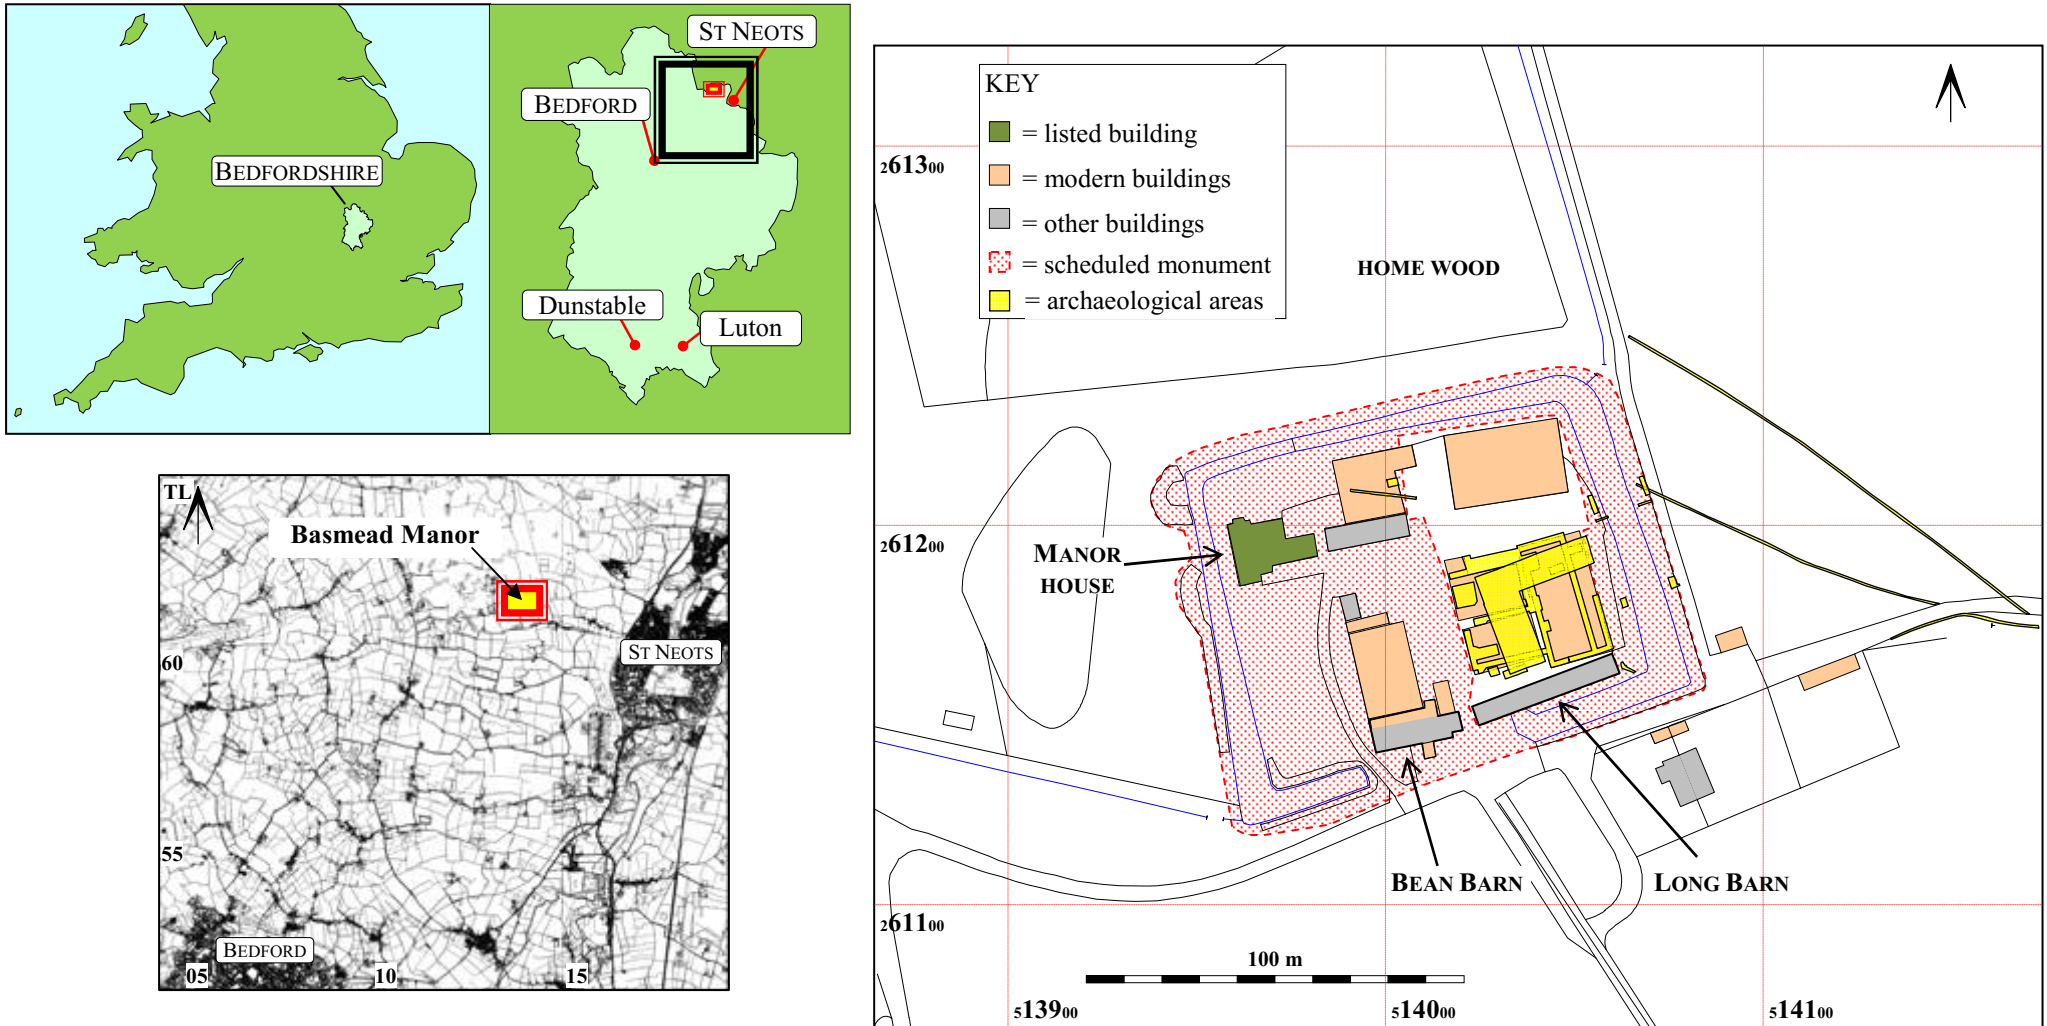 ST NEOTS
BEDFORD
BEDFORDSHIRE
Dunstable
Luton
TL
Basmead Manor
60
ST NEOTS
55
BEDFORD
05
10
15
KEY
= listed building
= modern buildings
= other buildings
= scheduled monument
= archaeological areas
261300
HOME WOOD
261200
MANOR
HOUSE
BEAN BARN
LONG BARN
261100
100 m
513900
514000
514100